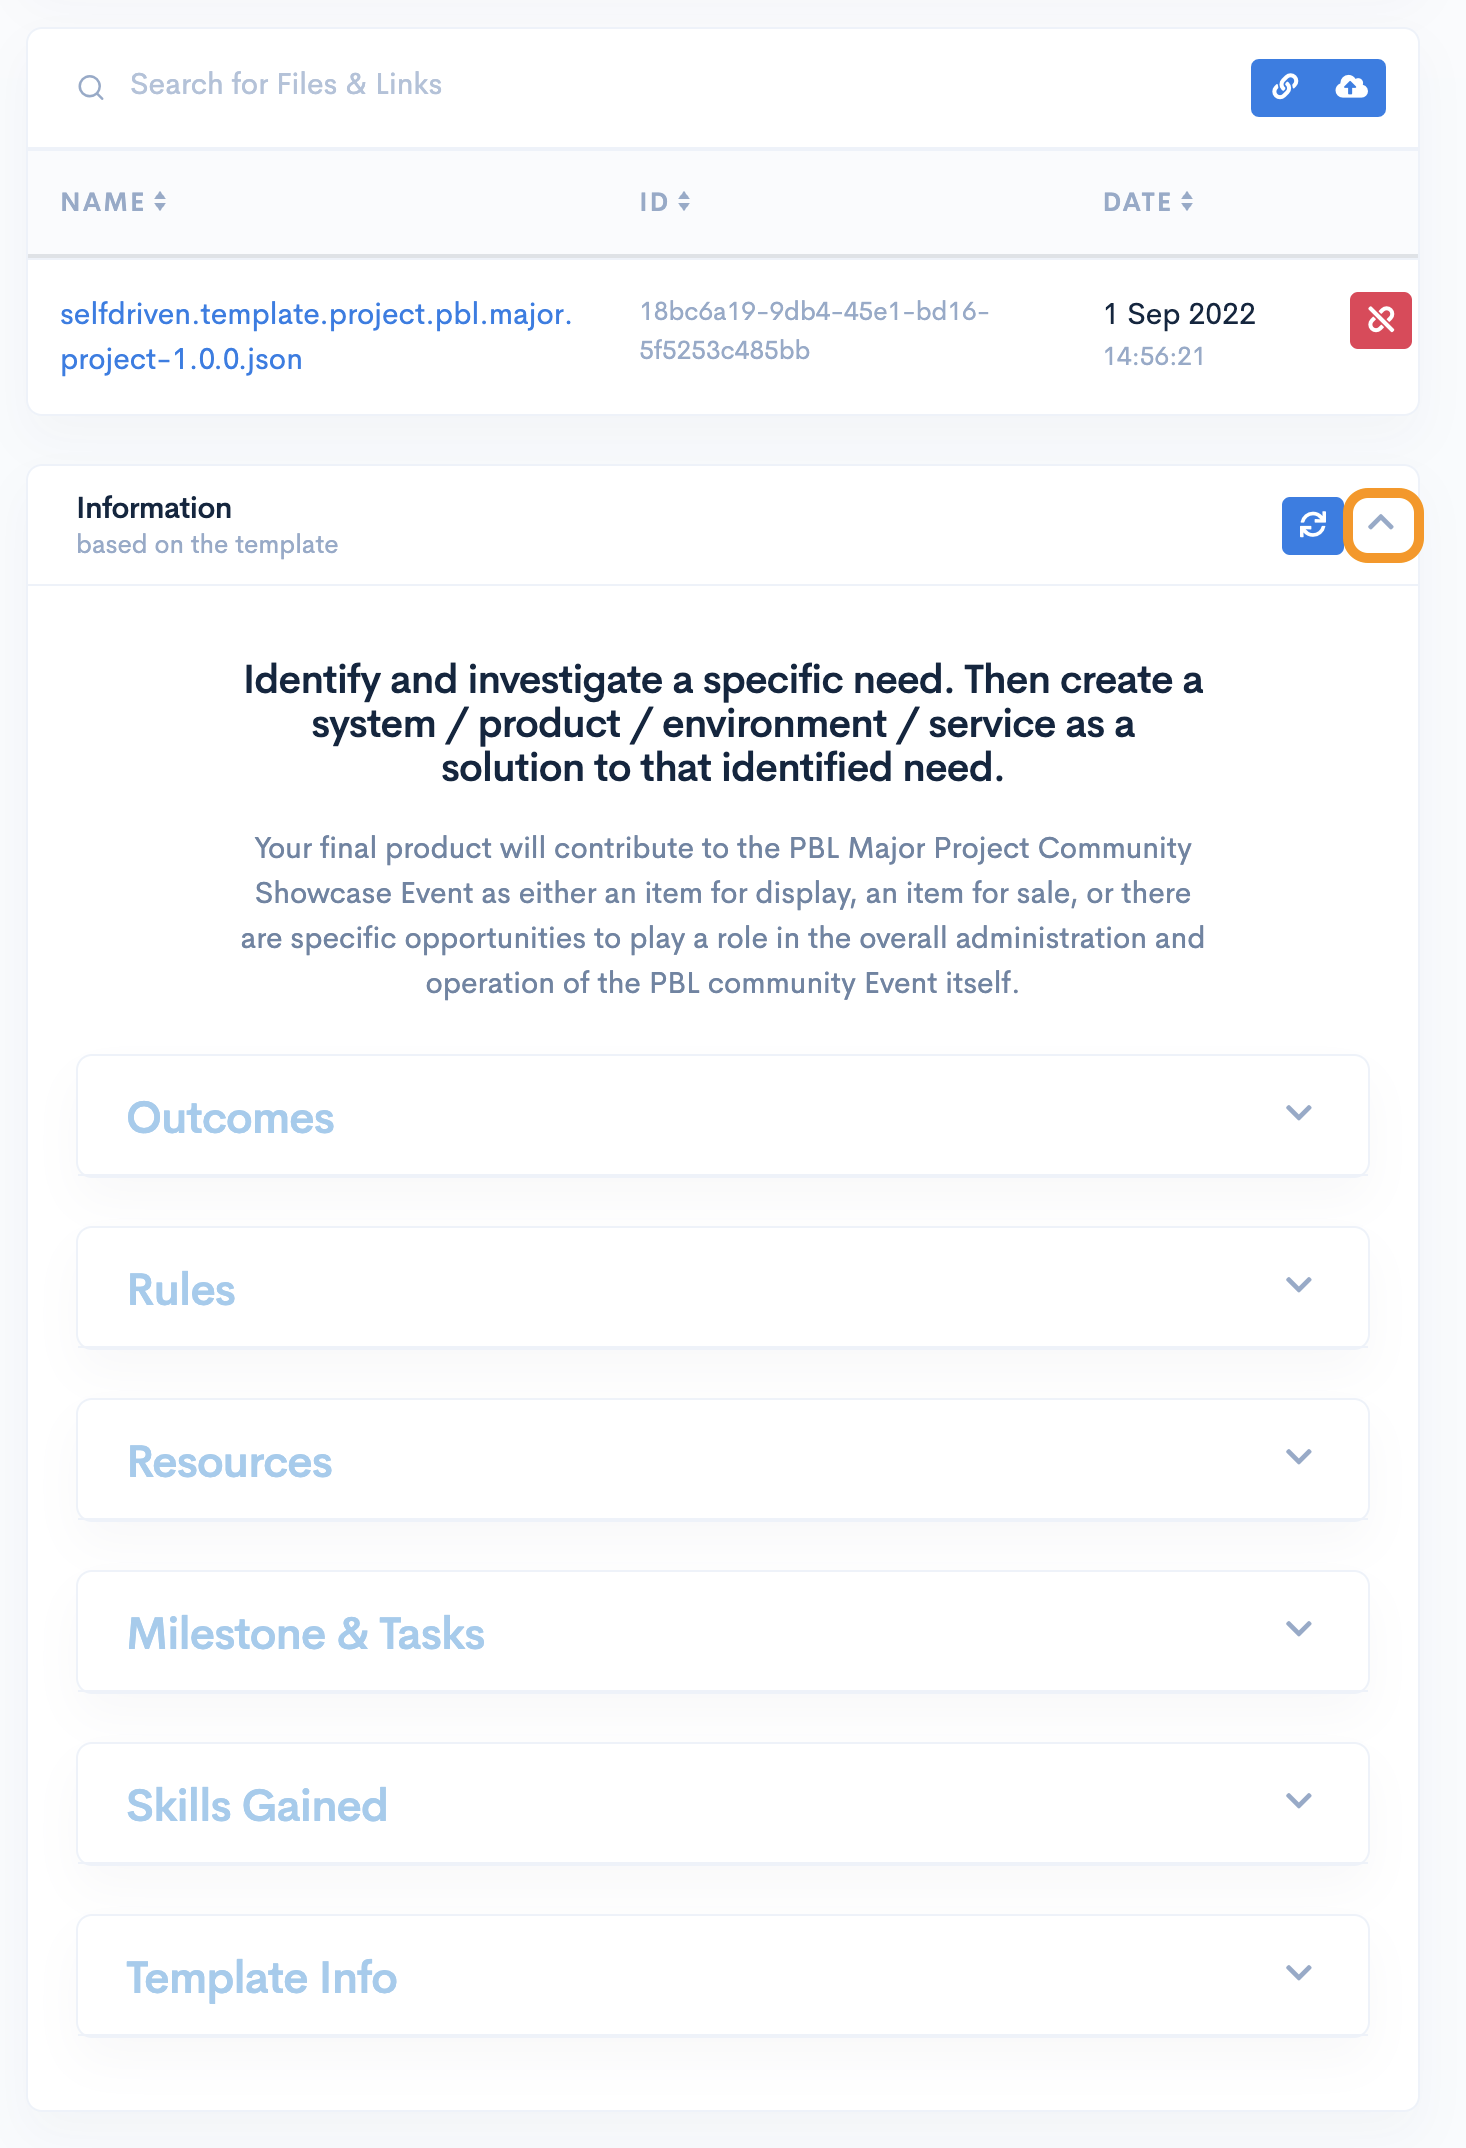 Search for Files & Links
NAME ID DATE
selfdriven.template.project.pbl.major.
project-1.0.0.json
18bc6a19-9db4-45e1-bd16-
5f5253c485bb
1 Sep 2022
14:56:21
Information
based on the template
Identify and investigate a specific need. Then create a
system / product / environment / service as a
solution to that identified need.
Your final product will contribute to the PBL Major Project Community
Showcase Event as either an item for display, an item for sale, or there
are specific opportunities to play a role in the overall administration and
operation of the PBL community Event itself.
Outcomes
Rules
Resources
Milestone & Tasks
Skills Gained
Template Info